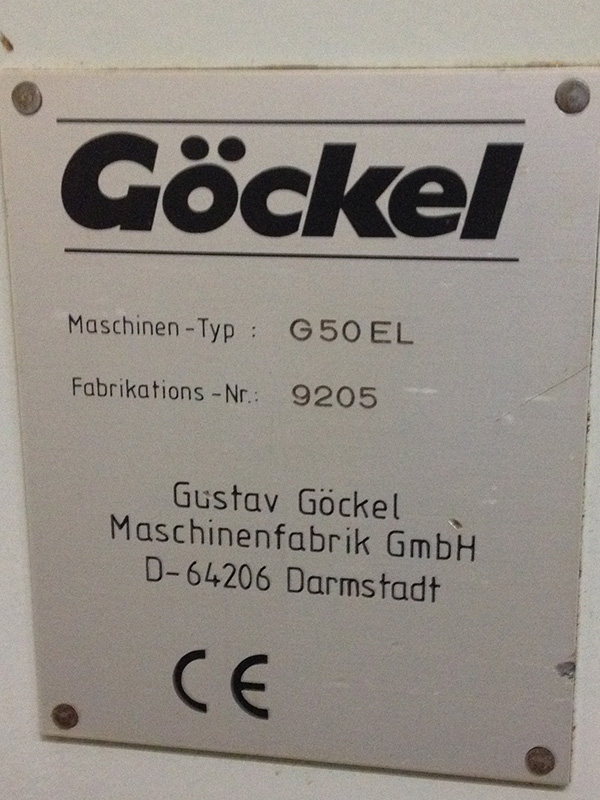 Göckel
Maschinen-Typ : G50EL
Fabrikations-Nr.: 9205
Gustav Göckel
Maschinenfabrik GmbH
D-64206 Darmstadt
CE